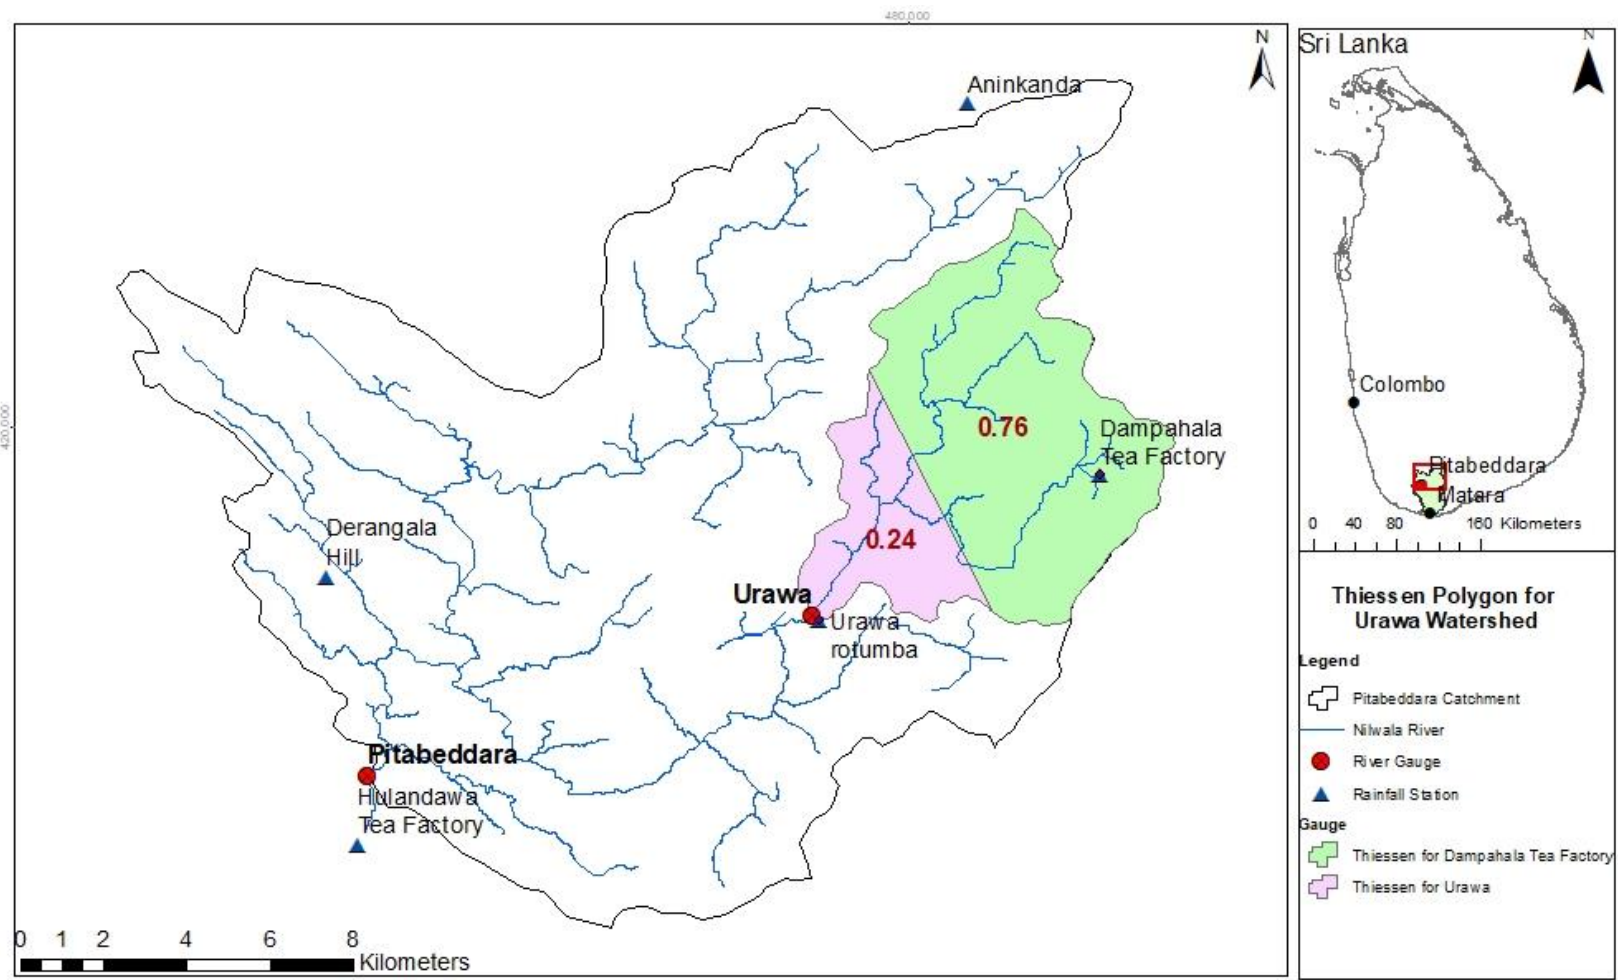 480,000
N
Aninkanda
420,000
0.76
Dampahala
Tea Factory
Derangala
Hill
0.24
Urawa
Urawa
rotumba
Pitabeddara
Hulandawa
Tea Factory
0 1 2 4 6 8
Kilometers
Sri Lanka
N
Colombo
Pitabeddara
Matara
0 40 80 160 Kilometers
Thiessen Polygon for
Urawa Watershed
Legend
Pitabeddara Catchment
Nilwala River
River Gauge
Rainfall Station
Gauge
Thiessen for Dampahala Tea Factory
Thiessen for Urawa